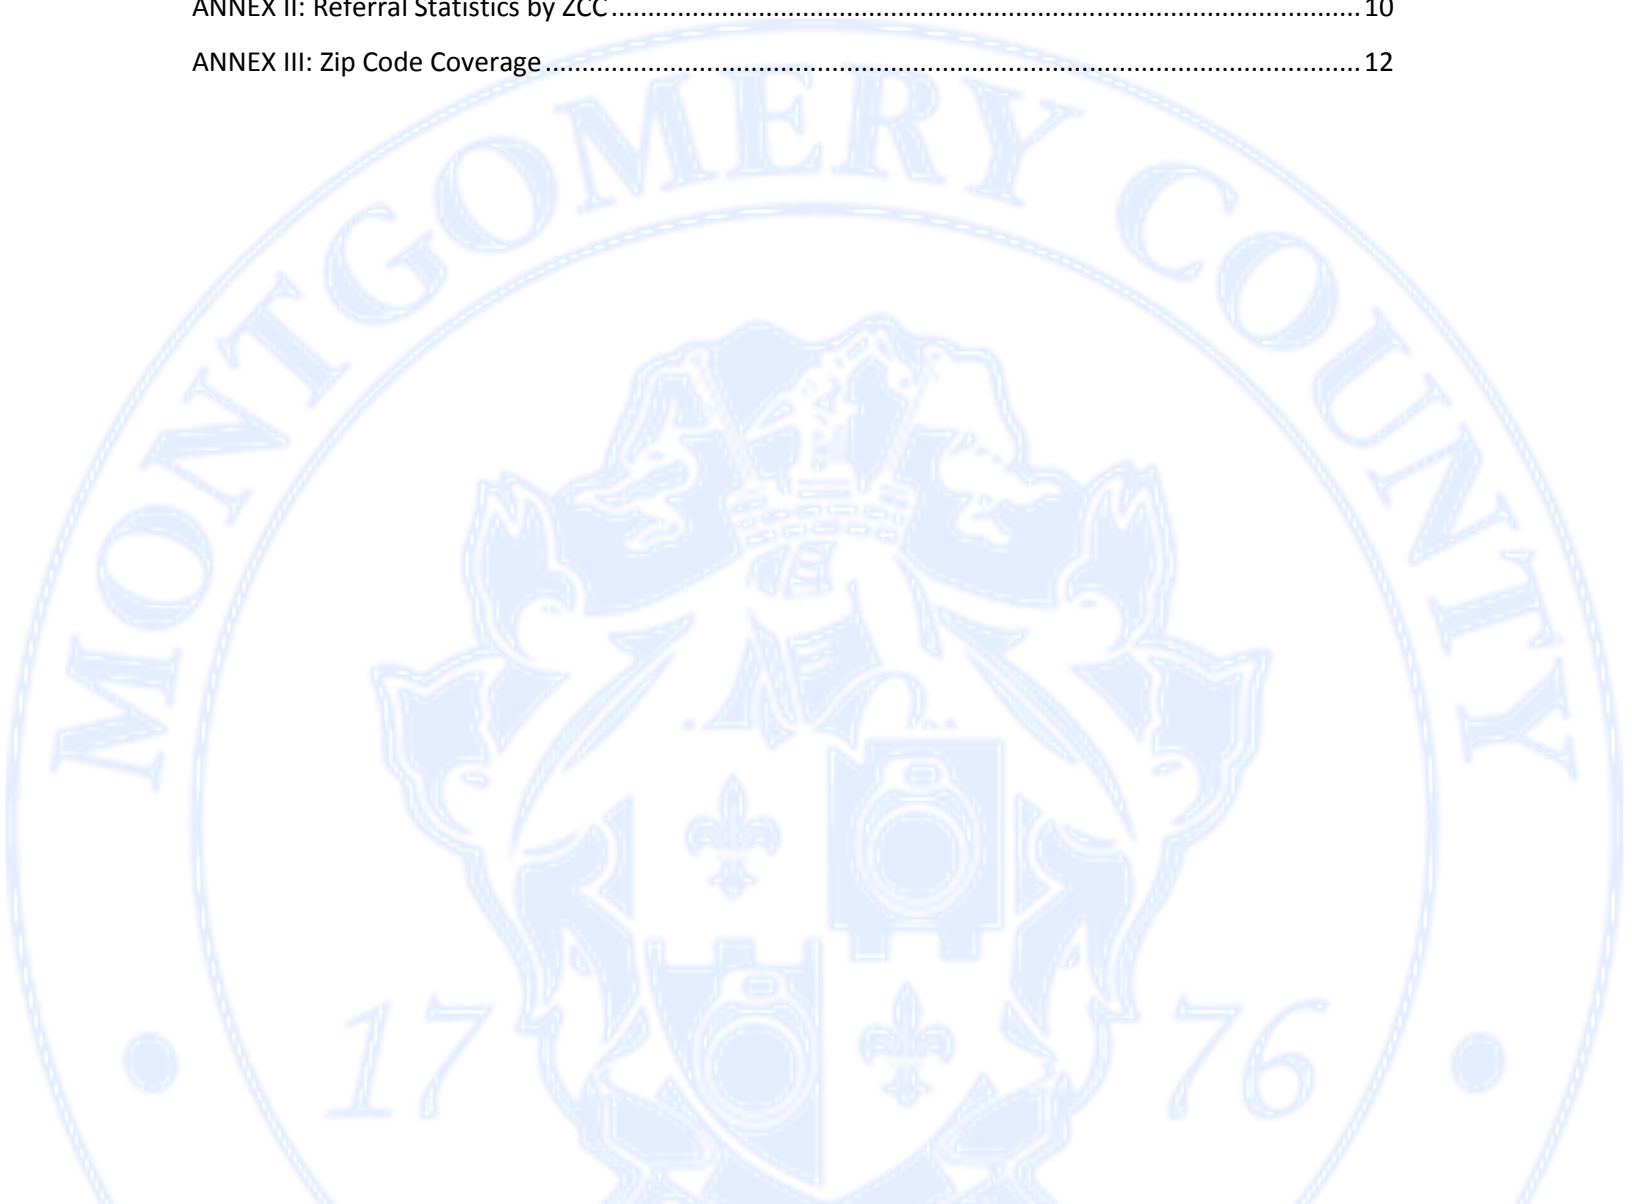 ANNEX II: Referral Statistics by ZCC....................................................................................................10
ANNEX III: Zip Code Coverage..............................................................................................................12
MONTGOMERY COUNTY
17 76